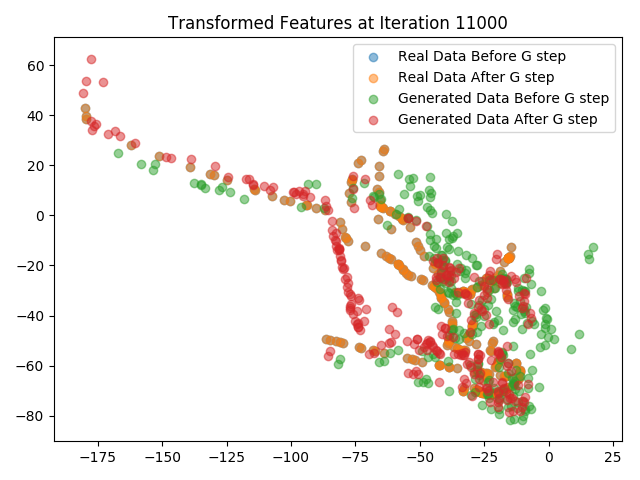 Transformed Features at Iteration 11000
Real Data Before G step
Real Data After G step
Generated Data Before G step
Generated Data After G step
60
40
20
0
−20
−40
−60
−80
−175 −150 −125 −100 −75 −50 −25 0 25